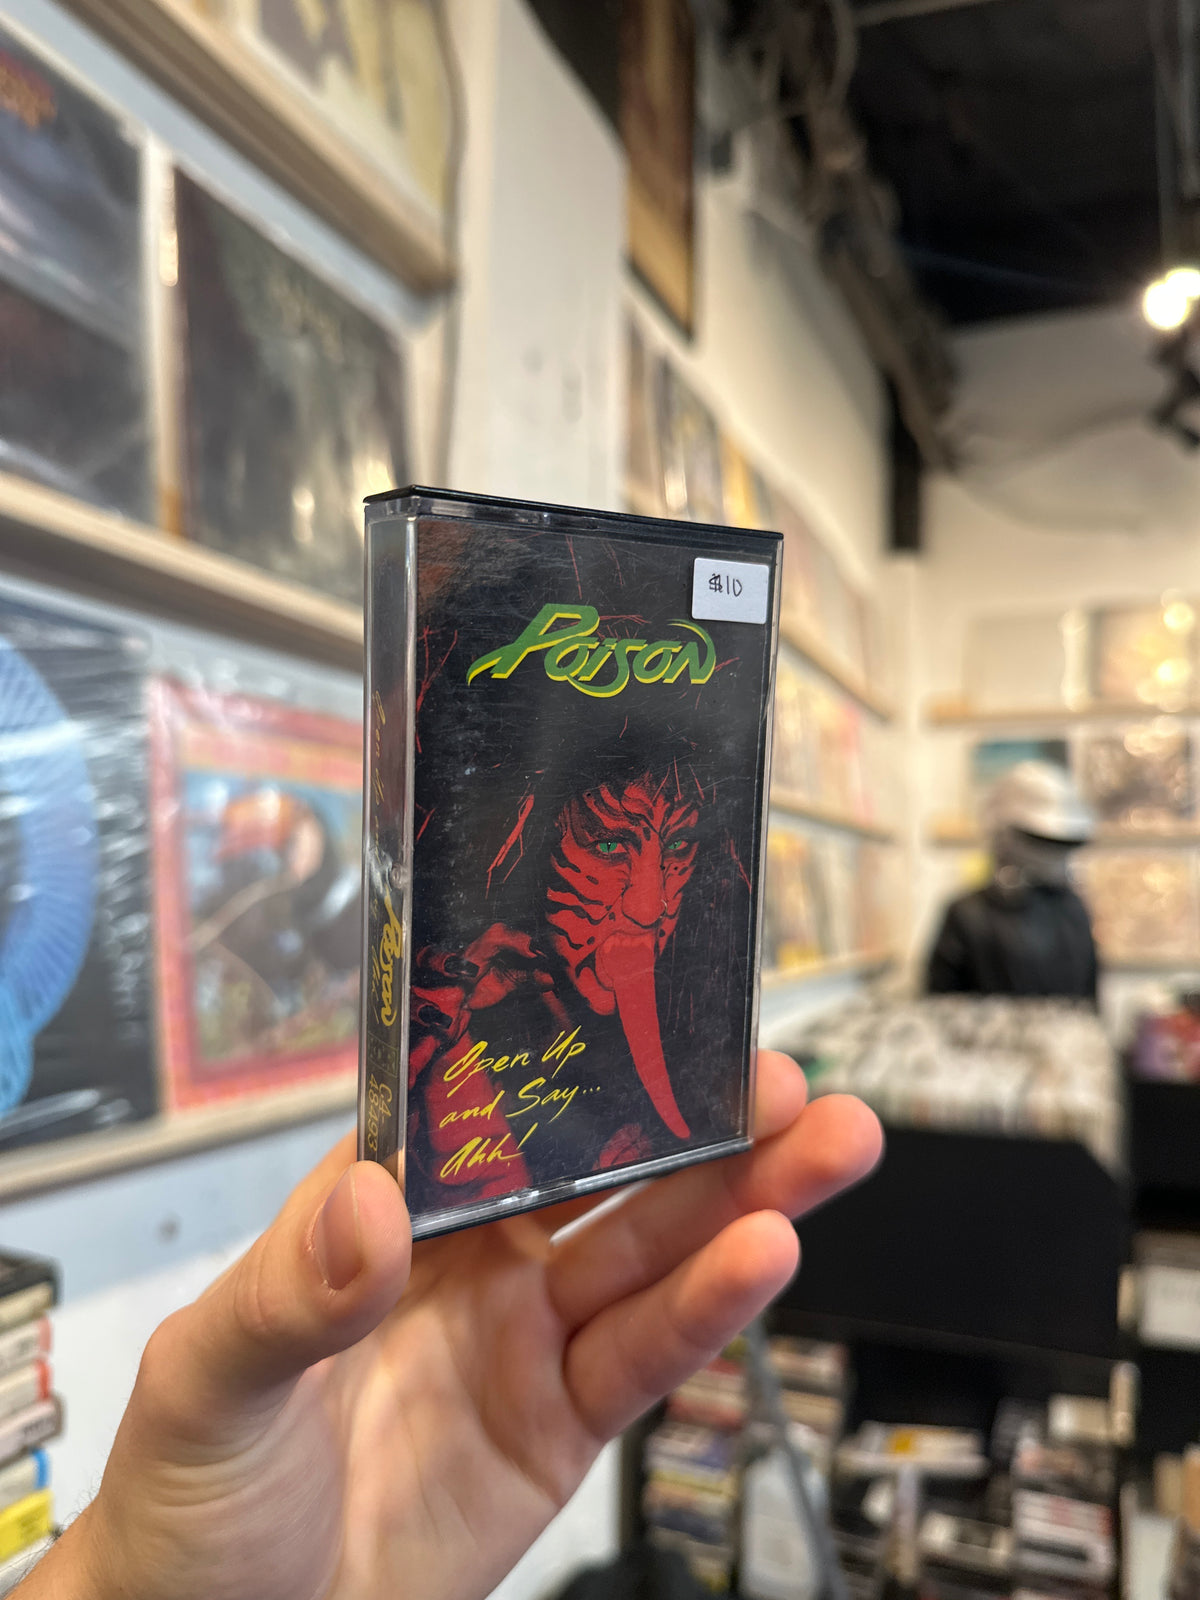 $10
Poison
Open Up
and Say...
Ahh!
Poison
C4-
48493